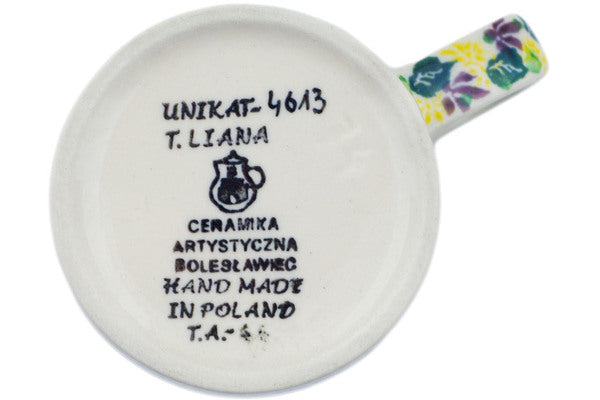 UNIKAT-4613
T. LIANA
CERAMIKA
ARTYSTYCZNA
BOLESŁAWIEC
HAND MADE
IN POLAND
T.A.-